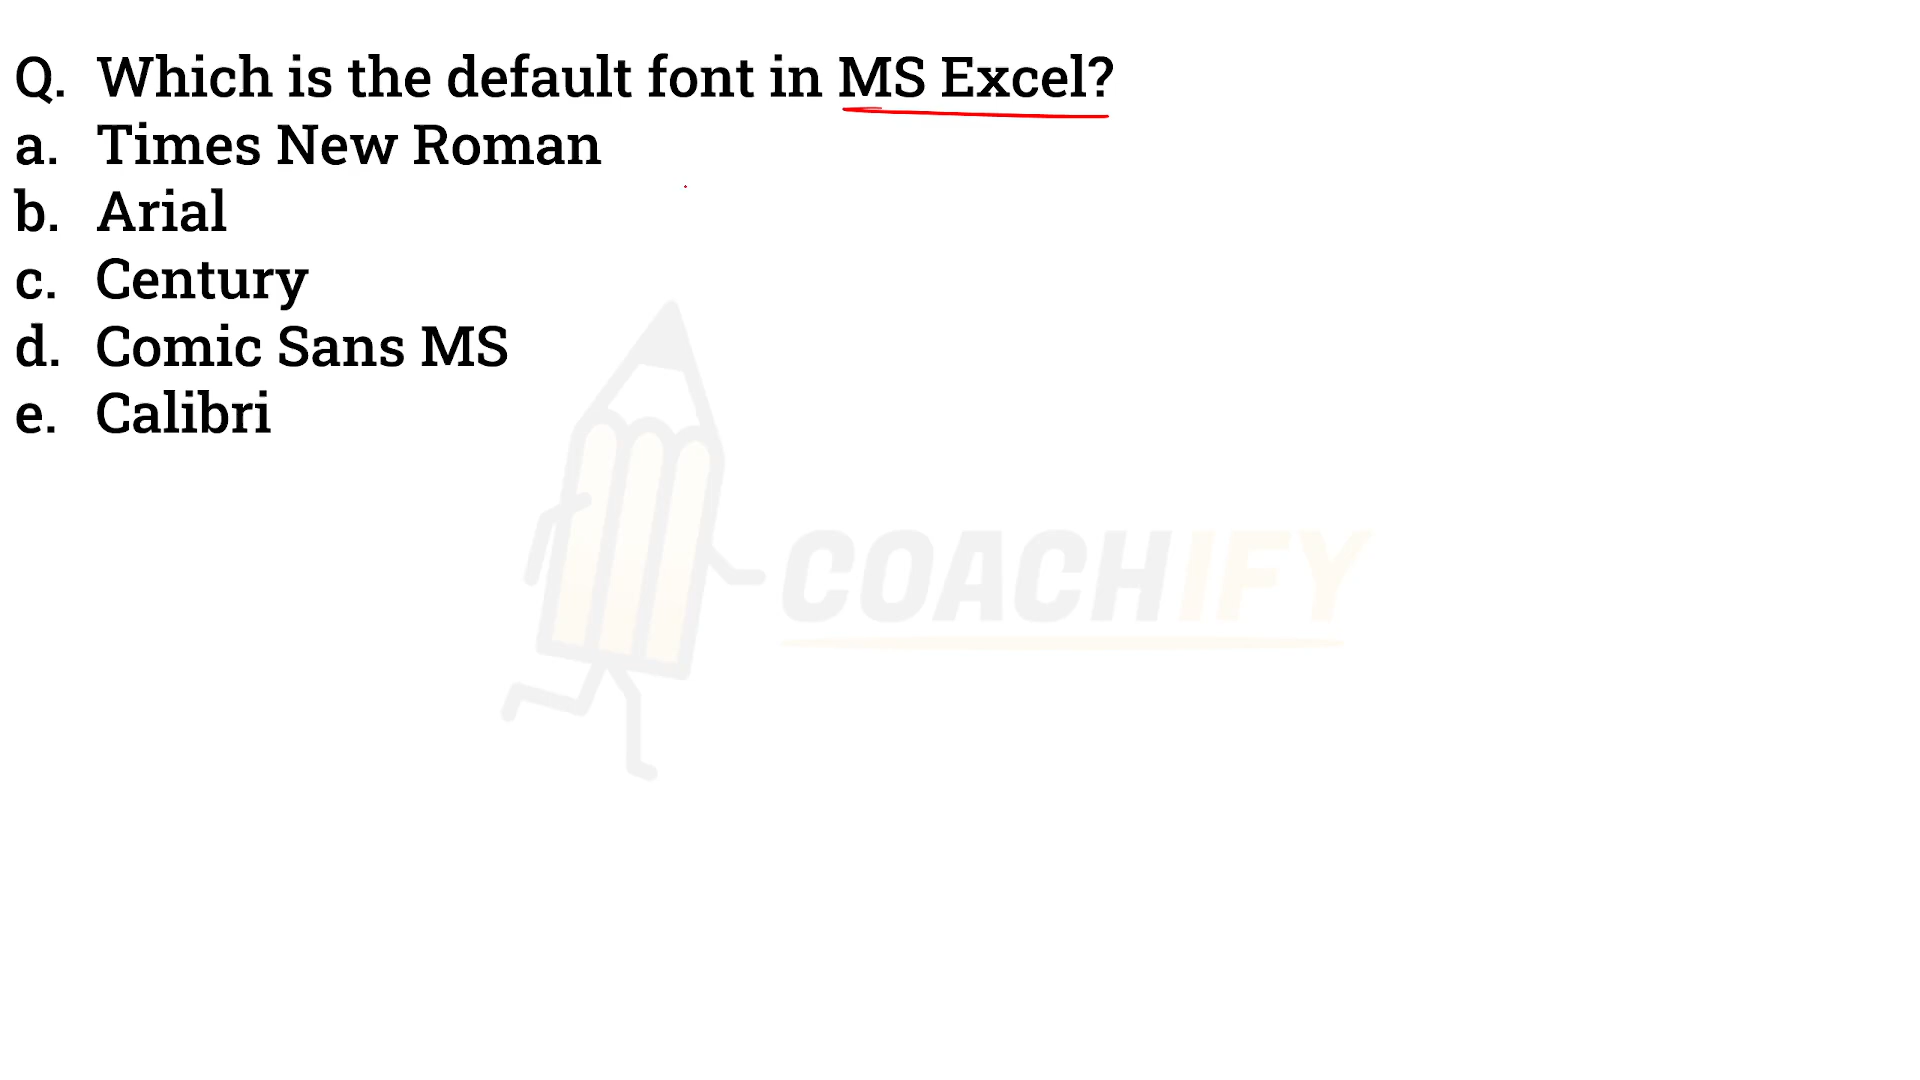 Q. Which is the default font in MS Excel?
a. Times New Roman
b. Arial
c. Century
d. Comic Sans MS
e. Calibri
COACHIFY